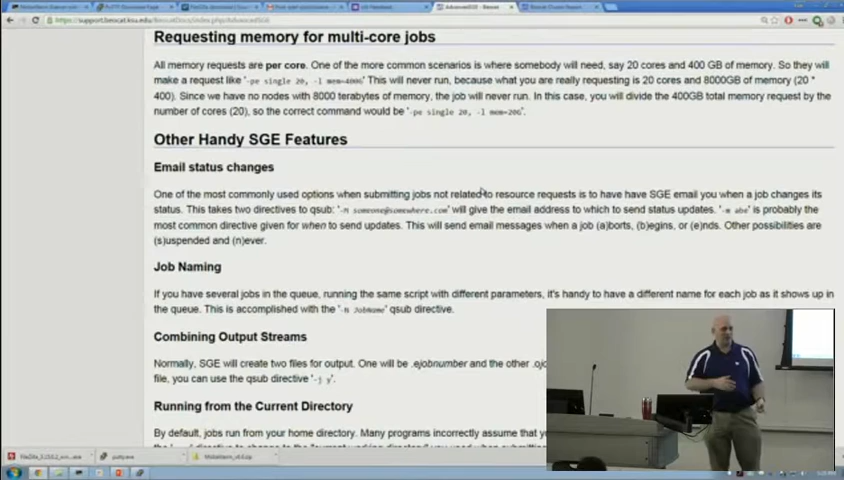 https://support.beocat.ksu.edu/BeocatDocs/index.php/AdvancedSGE
Requesting memory for multi-core jobs
All memory requests are per core. One of the more common scenarios is where somebody will need, say 20 cores and 400 GB of memory. So they will
make a request like '-pe single 20, -l mem=400G' This will never run, because what you are really requesting is 20 cores and 8000GB of memory (20 *
400). Since we have no nodes with 8000 terabytes of memory, the job will never run. In this case, you will divide the 400GB total memory request by the
number of cores (20), so the correct command would be '-pe single 20, -l mem=20G'.
Other Handy SGE Features
Email status changes
One of the most commonly used options when submitting jobs not related to resource requests is to have have SGE email you when a job changes its
status. This takes two directives to qsub: '-M someone@somewhere.com' will give the email address to which to send status updates. '-m abe' is probably the
most common directive given for when to send updates. This will send email messages when a job (a)borts, (b)egins, or (e)nds. Other possibilities are
(s)uspended and (n)ever.
Job Naming
If you have several jobs in the queue, running the same script with different parameters, it's handy to have a different name for each job as it shows up in
the queue. This is accomplished with the '-N JobName' qsub directive.
Combining Output Streams
Normally, SGE will create two files for output. One will be .ejobnumber and the other .ojo
file, you can use the qsub directive '-j y'.
Running from the Current Directory
By default, jobs run from your home directory. Many programs incorrectly assume that